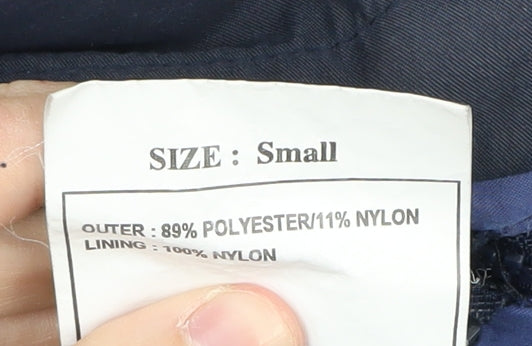 SIZE : Small
OUTER : 89% POLYESTER/11% NYLON
LINING : 100% NYLON